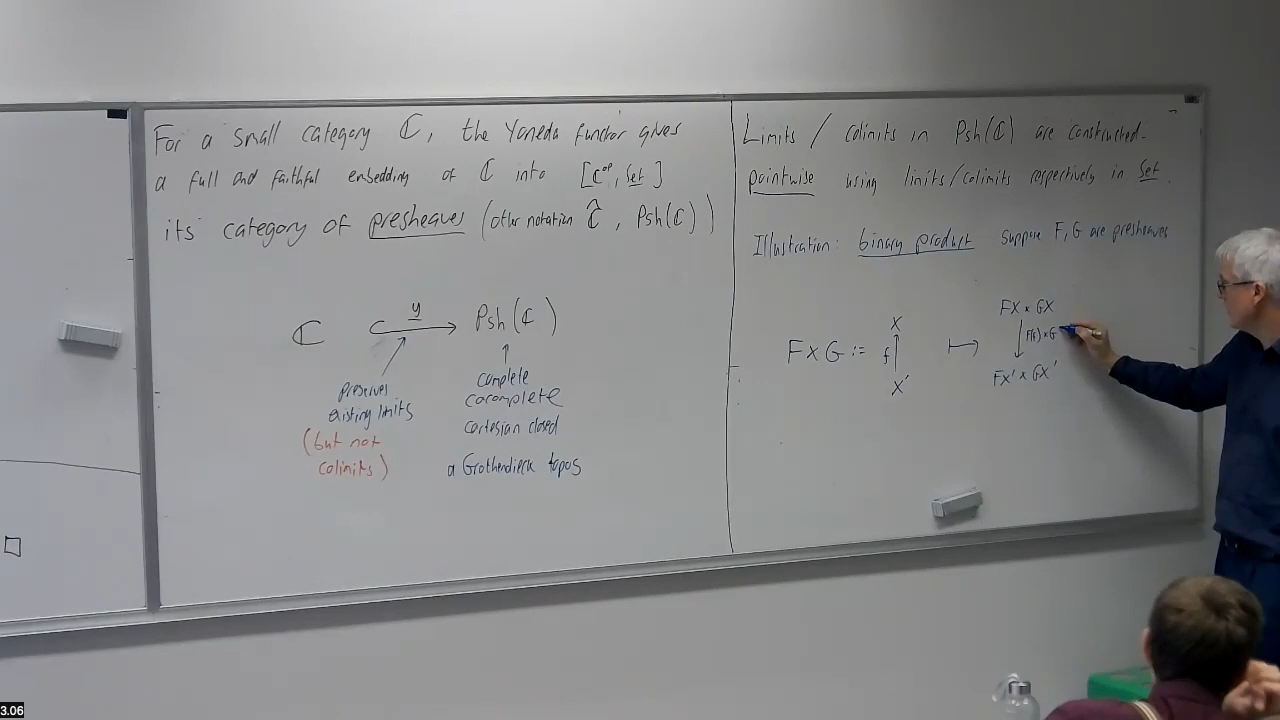 For a small category ℂ, the Yoneda functor gives
a full and faithful embedding of ℂ into [ℂᵒᵖ, Set]
its category of presheaves (other notation ℂ̂, Psh(ℂ))
ℂ y Psh(ℂ)
preserves
existing limits
(but not
colimits)
complete
cocomplete
cartesian closed
a Grothendieck topos
Limits / colimits in Psh(ℂ) are constructed
pointwise using limits/colimits respectively in Set.
Illustration: binary product Suppose F, G are presheaves
F×G := 
X
f
X'
↦
FX × GX
F(f)×G
FX' × GX'
3.06